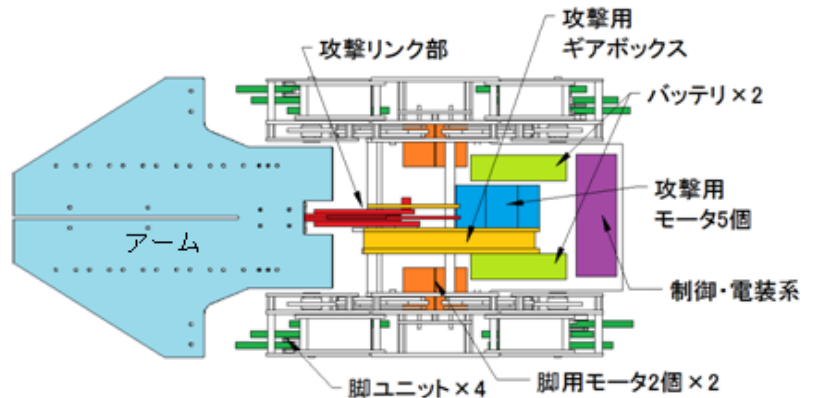 攻撃用
ギアボックス
攻撃リンク部
バッテリ×2
攻撃用
モータ5個
アーム
制御・電装系
脚ユニット×4
脚用モータ2個×2